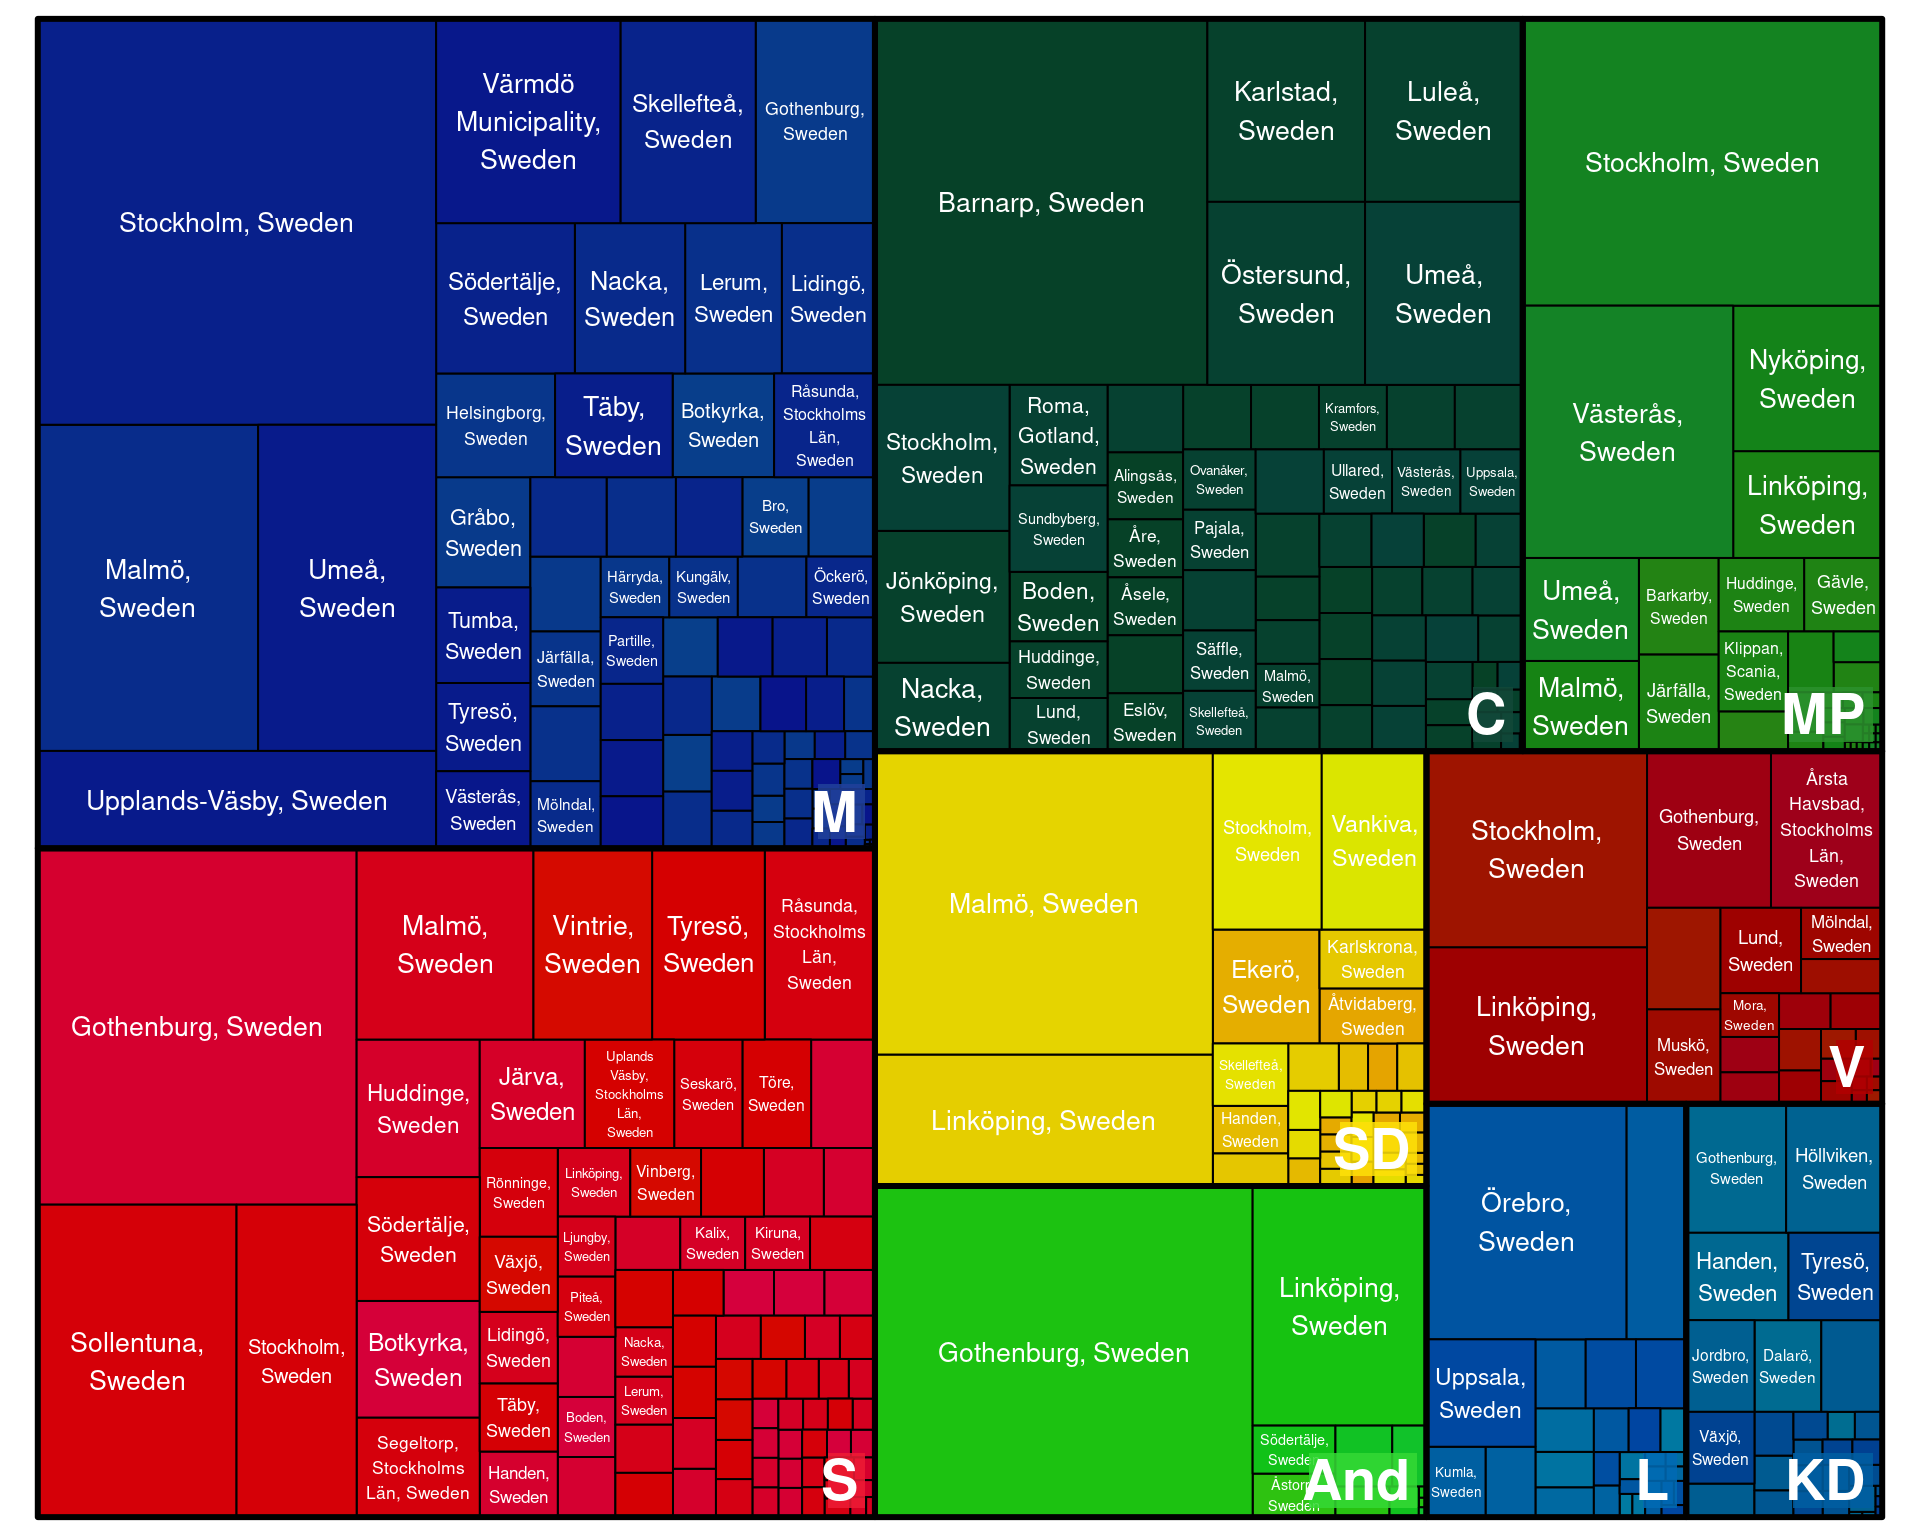 Stockholm, Sweden
Värmdö
Municipality,
Sweden
Skellefteå,
Sweden
Gothenburg,
Sweden
Södertälje,
Sweden
Nacka,
Sweden
Lerum,
Sweden
Lidingö,
Sweden
Helsingborg,
Sweden
Täby,
Sweden
Botkyrka,
Sweden
Råsunda,
Stockholms
Län,
Sweden
Malmö,
Sweden
Umeå,
Sweden
Upplands-Väsby, Sweden
Gråbo,
Sweden
Bro,
Sweden
Härryda,
Sweden
Kungälv,
Sweden
Öckerö,
Sweden
Tumba,
Sweden
Järfälla,
Sweden
Partille,
Sweden
Tyresö,
Sweden
Västerås,
Sweden
Mölndal,
Sweden
M
Barnarp, Sweden
Karlstad,
Sweden
Luleå,
Sweden
Östersund,
Sweden
Umeå,
Sweden
Stockholm,
Sweden
Roma,
Gotland,
Sweden
Kramfors,
Sweden
Alingsås,
Sweden
Ovanåker,
Sweden
Ullared,
Sweden
Västerås,
Sweden
Uppsala,
Sweden
Sundbyberg,
Sweden
Åre,
Sweden
Pajala,
Sweden
Jönköping,
Sweden
Boden,
Sweden
Åsele,
Sweden
Huddinge,
Sweden
Säffle,
Sweden
Malmö,
Sweden
Nacka,
Sweden
Lund,
Sweden
Eslöv,
Sweden
Skellefteå,
Sweden
C
Stockholm, Sweden
Västerås,
Sweden
Nyköping,
Sweden
Linköping,
Sweden
Umeå,
Sweden
Barkarby,
Sweden
Huddinge,
Sweden
Gävle,
Sweden
Malmö,
Sweden
Järfälla,
Sweden
Klippan,
Scania,
Sweden
MP
Gothenburg, Sweden
Malmö,
Sweden
Vintrie,
Sweden
Tyresö,
Sweden
Råsunda,
Stockholms
Län,
Sweden
Huddinge,
Sweden
Järva,
Sweden
Uplands
Väsby,
Stockholms
Län,
Sweden
Seskarö,
Sweden
Töre,
Sweden
Rönninge,
Sweden
Linköping,
Sweden
Vinberg,
Sweden
Södertälje,
Sweden
Växjö,
Sweden
Ljungby,
Sweden
Kalix,
Sweden
Kiruna,
Sweden
Piteå,
Sweden
Sollentuna,
Sweden
Stockholm,
Sweden
Botkyrka,
Sweden
Lidingö,
Sweden
Nacka,
Sweden
Täby,
Sweden
Boden,
Sweden
Lerum,
Sweden
Segeltorp,
Stockholms
Län, Sweden
Handen,
Sweden
S
Malmö, Sweden
Stockholm,
Sweden
Vankiva,
Sweden
Ekerö,
Sweden
Karlskrona,
Sweden
Åtvidaberg,
Sweden
Linköping, Sweden
Skellefteå,
Sweden
Handen,
Sweden
SD
Stockholm,
Sweden
Gothenburg,
Sweden
Årsta
Havsbad,
Stockholms
Län,
Sweden
Linköping,
Sweden
Lund,
Sweden
Mölndal,
Sweden
Mora,
Sweden
Muskö,
Sweden
V
Gothenburg, Sweden
Linköping,
Sweden
Södertälje,
Sweden
Åstorp,
Sweden
And
Örebro,
Sweden
Uppsala,
Sweden
Kumla,
Sweden
L
Gothenburg,
Sweden
Höllviken,
Sweden
Handen,
Sweden
Tyresö,
Sweden
Jordbro,
Sweden
Dalarö,
Sweden
Växjö,
Sweden
KD